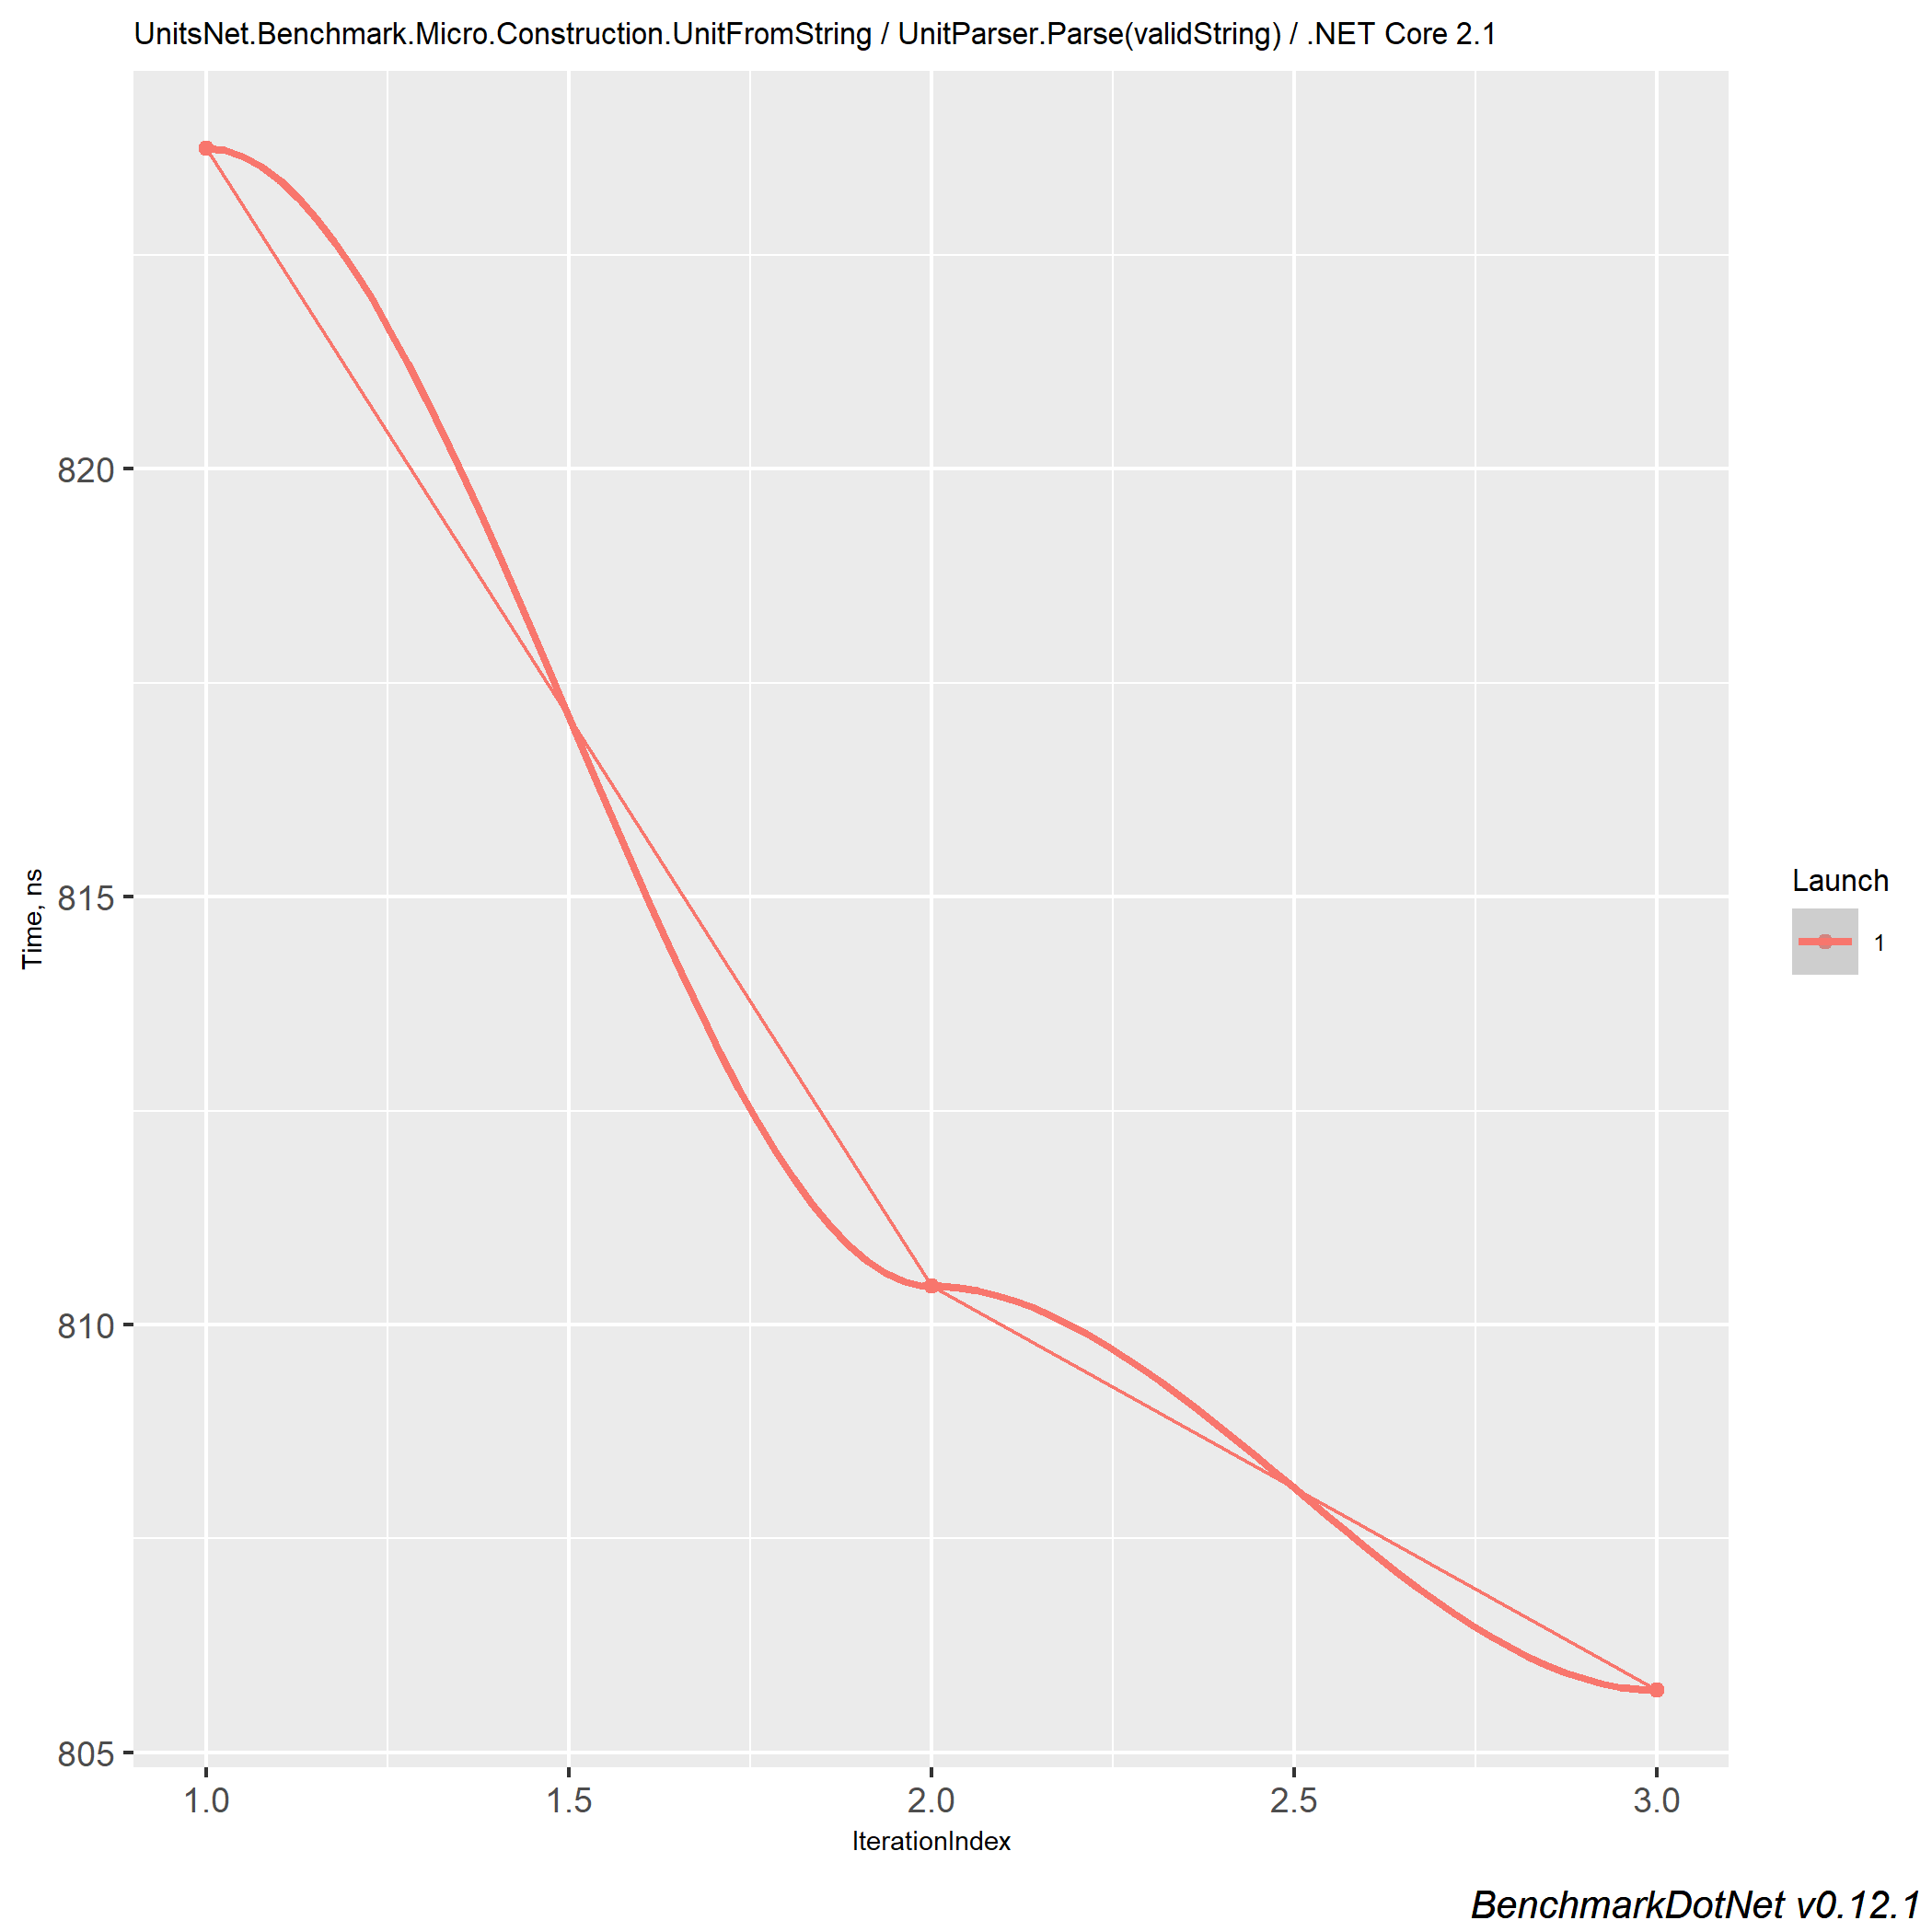 UnitsNet.Benchmark.Micro.Construction.UnitFromString / UnitParser.Parse(validString) / .NET Core 2.1
Time, ns
820
815
810
805
1.0 1.5 2.0 2.5 3.0
IterationIndex
Launch
1
BenchmarkDotNet v0.12.1